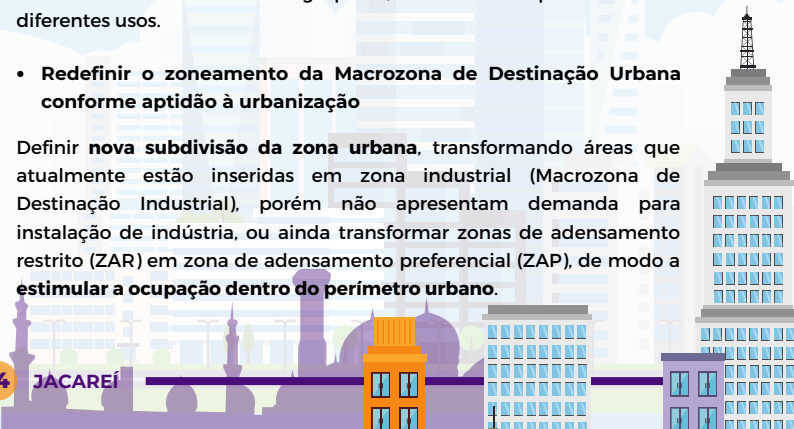 diferentes usos.
• Redefinir o zoneamento da Macrozona de Destinação Urbana
conforme aptidão à urbanização
Definir nova subdivisão da zona urbana, transformando áreas que
atualmente estão inseridas em zona industrial (Macrozona de
Destinação Industrial), porém não apresentam demanda para
instalação de indústria, ou ainda transformar zonas de adensamento
restrito (ZAR) em zona de adensamento preferencial (ZAP), de modo a
estimular a ocupação dentro do perímetro urbano.
4 JACAREÍ